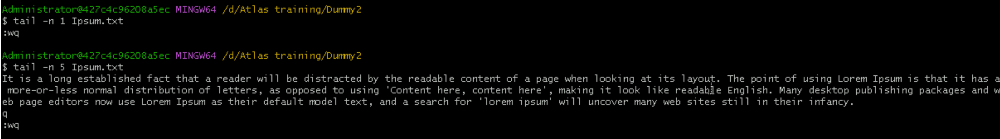 Administrator@427c4c96208a5ec MINGW64 /d/Atlas training/Dummy2
$ tail -n 1 Ipsum.txt
:wq
Administrator@427c4c96208a5ec MINGW64 /d/Atlas training/Dummy2
$ tail -n 5 Ipsum.txt
It is a long established fact that a reader will be distracted by the readable content of a page when looking at its layout. The point of using Lorem Ipsum is that it has a
 more-or-less normal distribution of letters, as opposed to using 'Content here, content here', making it look like readable English. Many desktop publishing packages and w
eb page editors now use Lorem Ipsum as their default model text, and a search for 'lorem ipsum' will uncover many web sites still in their infancy.
q
:wq